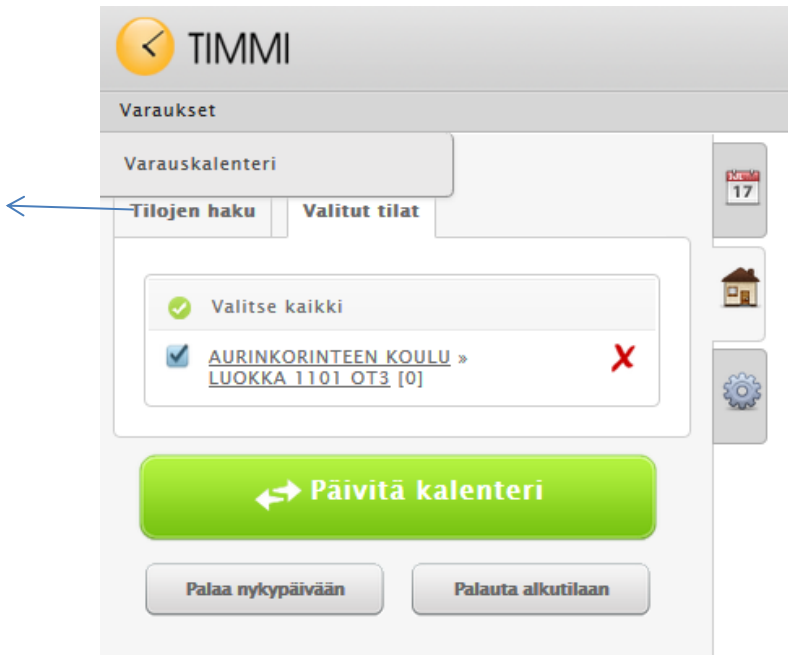 TIMMI
Varaukset
Varauskalenteri
Tilojen haku
Valitut tilat
17
Valitse kaikki
AURINKORINTEEN KOULU »
LUOKKA 1101 OT3 [0]
Päivitä kalenteri
Palaa nykypäivään
Palauta alkutilaan